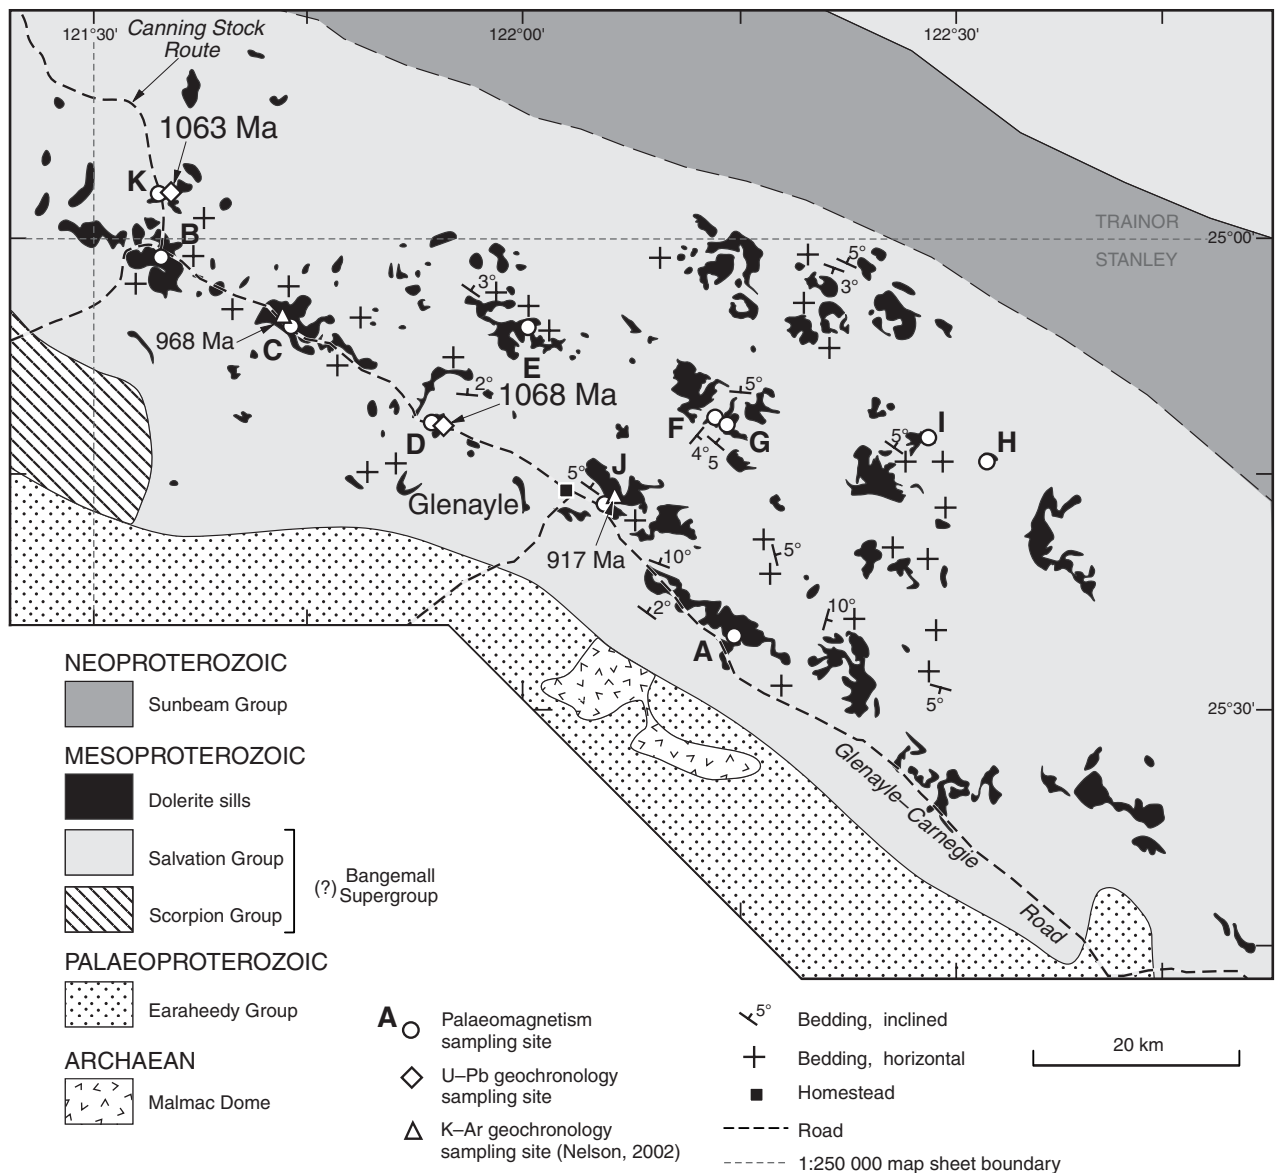 121°30'
Canning Stock
Route
122°00'
122°30'
1063 Ma
K
B
TRAINOR
25°00'
STANLEY
5°
3°
3°
968 Ma
C
E
2°
1068 Ma
5°
D
F
G
4°
5
I
H
5°
J
5°
Glenayle
917 Ma
10°
5°
2°
10°
A
5°
25°30'
Glenayle–Carnegie
Road
NEOPROTEROZOIC
Sunbeam Group
MESOPROTEROZOIC
Dolerite sills
Salvation Group
(?) Bangemall
Supergroup
Scorpion Group
PALAEOPROTEROZOIC
Earaheedy Group
ARCHAEAN
Malmac Dome
A
Palaeomagnetism
sampling site
U–Pb geochronology
sampling site
K–Ar geochronology
sampling site (Nelson, 2002)
5°
Bedding, inclined
Bedding, horizontal
Homestead
Road
1:250 000 map sheet boundary
20 km